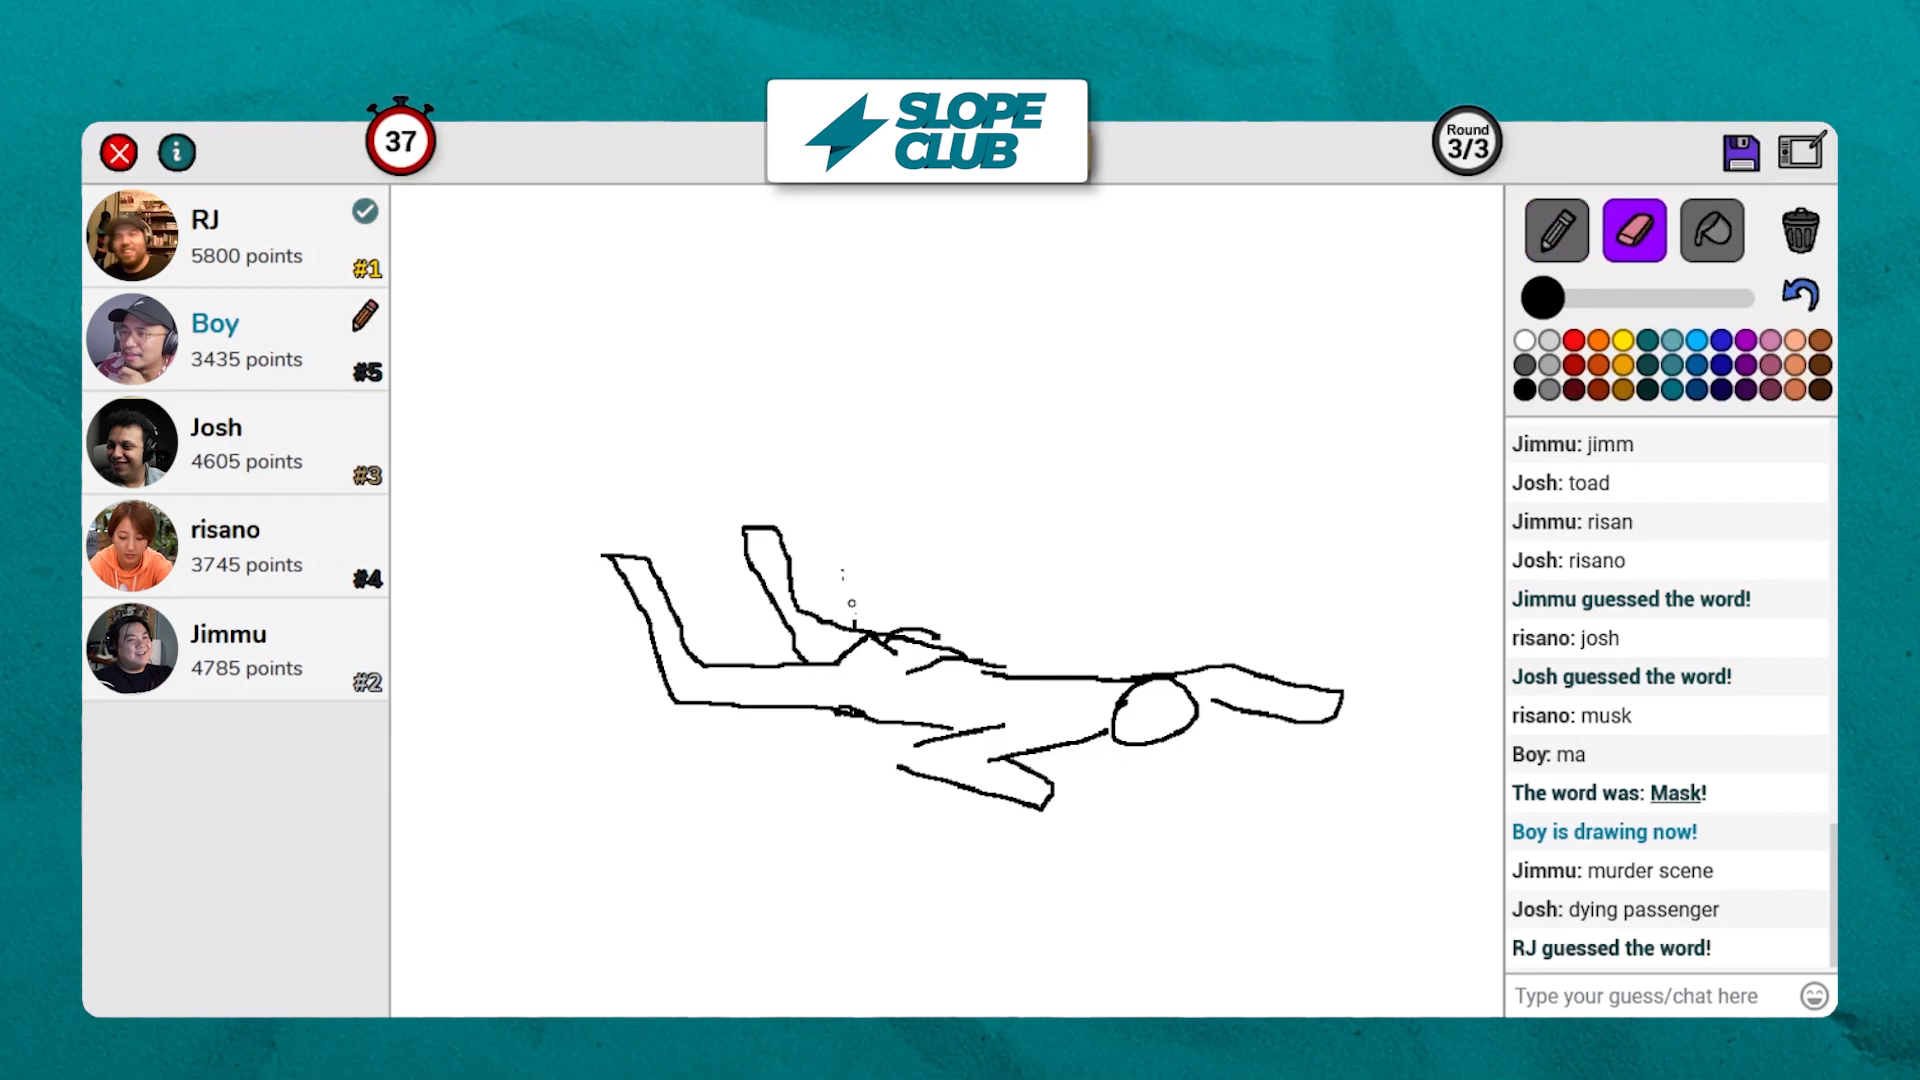 37
SLOPE
CLUB
Round
3/3
RJ
5800 points
#1
Boy
3435 points
#5
Josh
4605 points
#3
risano
3745 points
#4
Jimmu
4785 points
#2
Jimmu: jimm
Josh: toad
Jimmu: risan
Josh: risano
Jimmu guessed the word!
risano: josh
Josh guessed the word!
risano: musk
Boy: ma
The word was: Mask!
Boy is drawing now!
Jimmu: murder scene
Josh: dying passenger
RJ guessed the word!
Type your guess/chat here